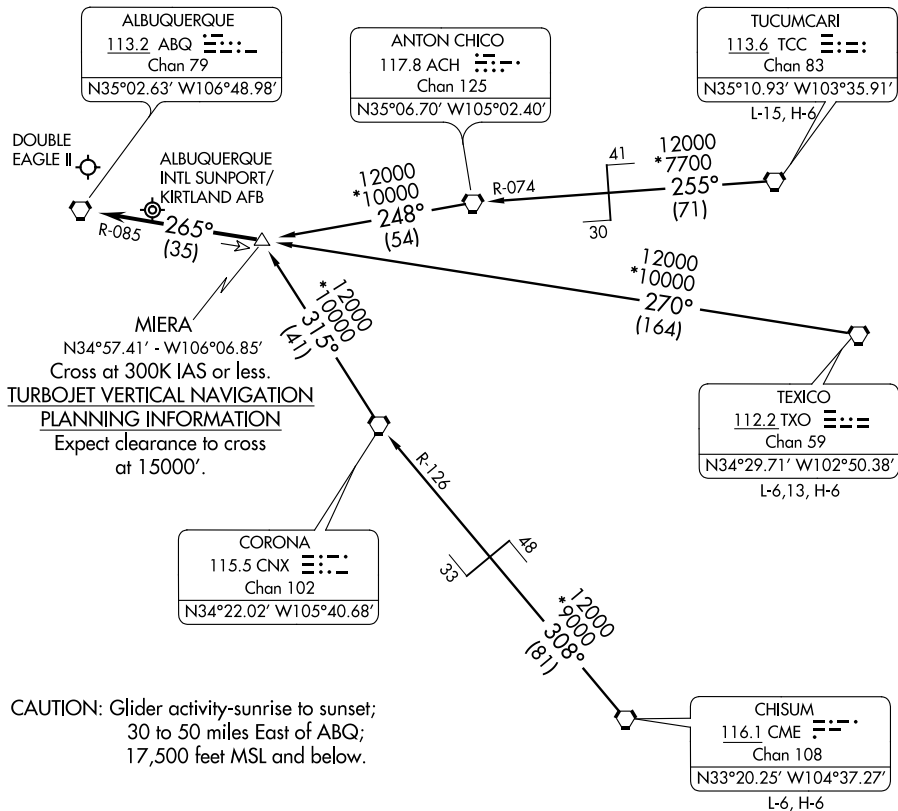 ALBUQUERQUE
113.2 ABQ
Chan 79
N35°02.63’ W106°48.98’
ANTON CHICO
117.8 ACH
Chan 125
N35°06.70’ W105°02.40’
TUCUMCARI
113.6 TCC
Chan 83
N35°10.93’ W103°35.91’
L-15, H-6
DOUBLE
EAGLE II
ALBUQUERQUE
INTL SUNPORT/
KIRTLAND AFB
R-085
265°
(35)
12000
*10000
248°
(54)
R-074
41
30
12000
*7700
255°
(71)
12000
*10000
270°
(164)
12000
*10000
315°
(41)
MIERA
N34°57.41’ - W106°06.85’
Cross at 300K IAS or less.
TURBOJET VERTICAL NAVIGATION
PLANNING INFORMATION
Expect clearance to cross
at 15000’.
TEXICO
112.2 TXO
Chan 59
N34°29.71’ W102°50.38’
L-6,13, H-6
CORONA
115.5 CNX
Chan 102
N34°22.02’ W105°40.68’
R-126
48
33
12000
*9000
308°
(81)
CAUTION: Glider activity-sunrise to sunset;
30 to 50 miles East of ABQ;
17,500 feet MSL and below.
CHISUM
116.1 CME
Chan 108
N33°20.25’ W104°37.27’
L-6, H-6